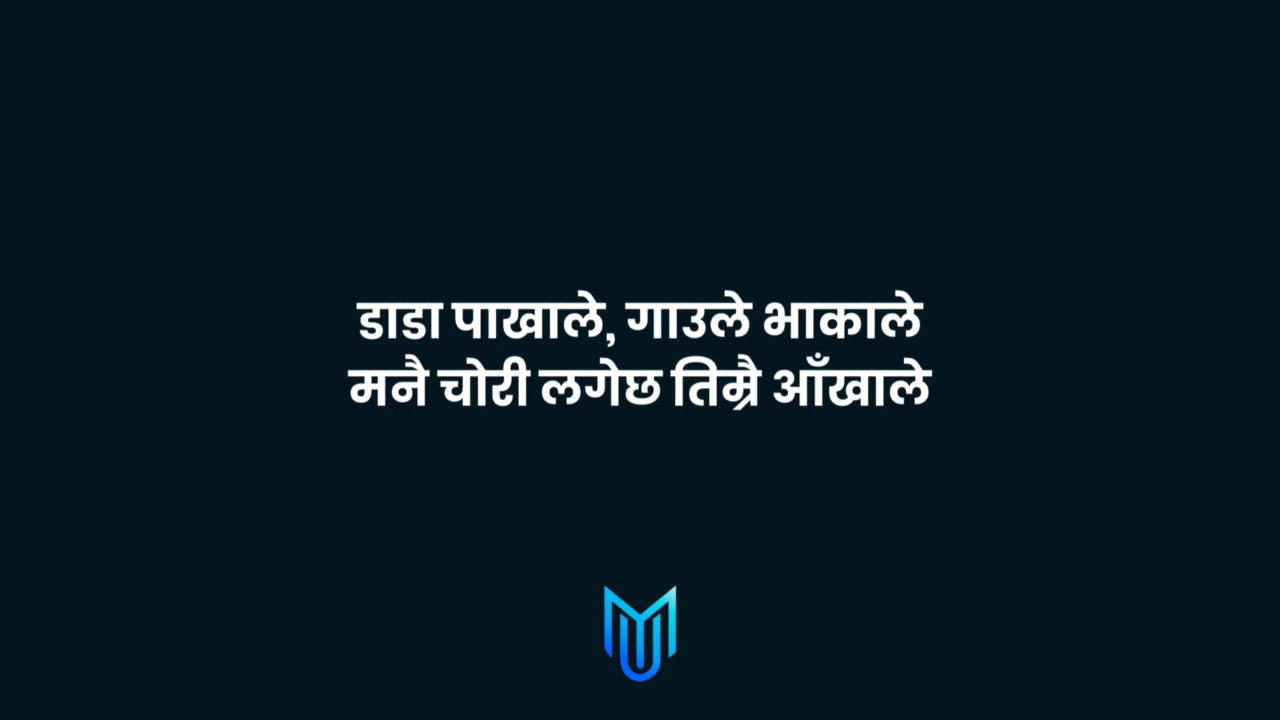 डाडा पाखाले, गाउले भाकाले
मनै चोरी लगेछ तिम्रै आँखाले